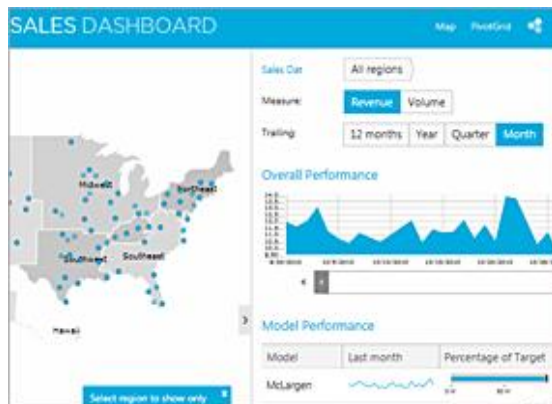 SALES DASHBOARD
Map PivotGrid
Sales Dat All regions
Measure: Revenue Volume
Trailing: 12 months Year Quarter Month
Overall Performance
Midwest
Northeast
Southwest
Southeast
Hawaii
Model Performance
Model Last month Percentage of Target
McLargen
Select region to show only